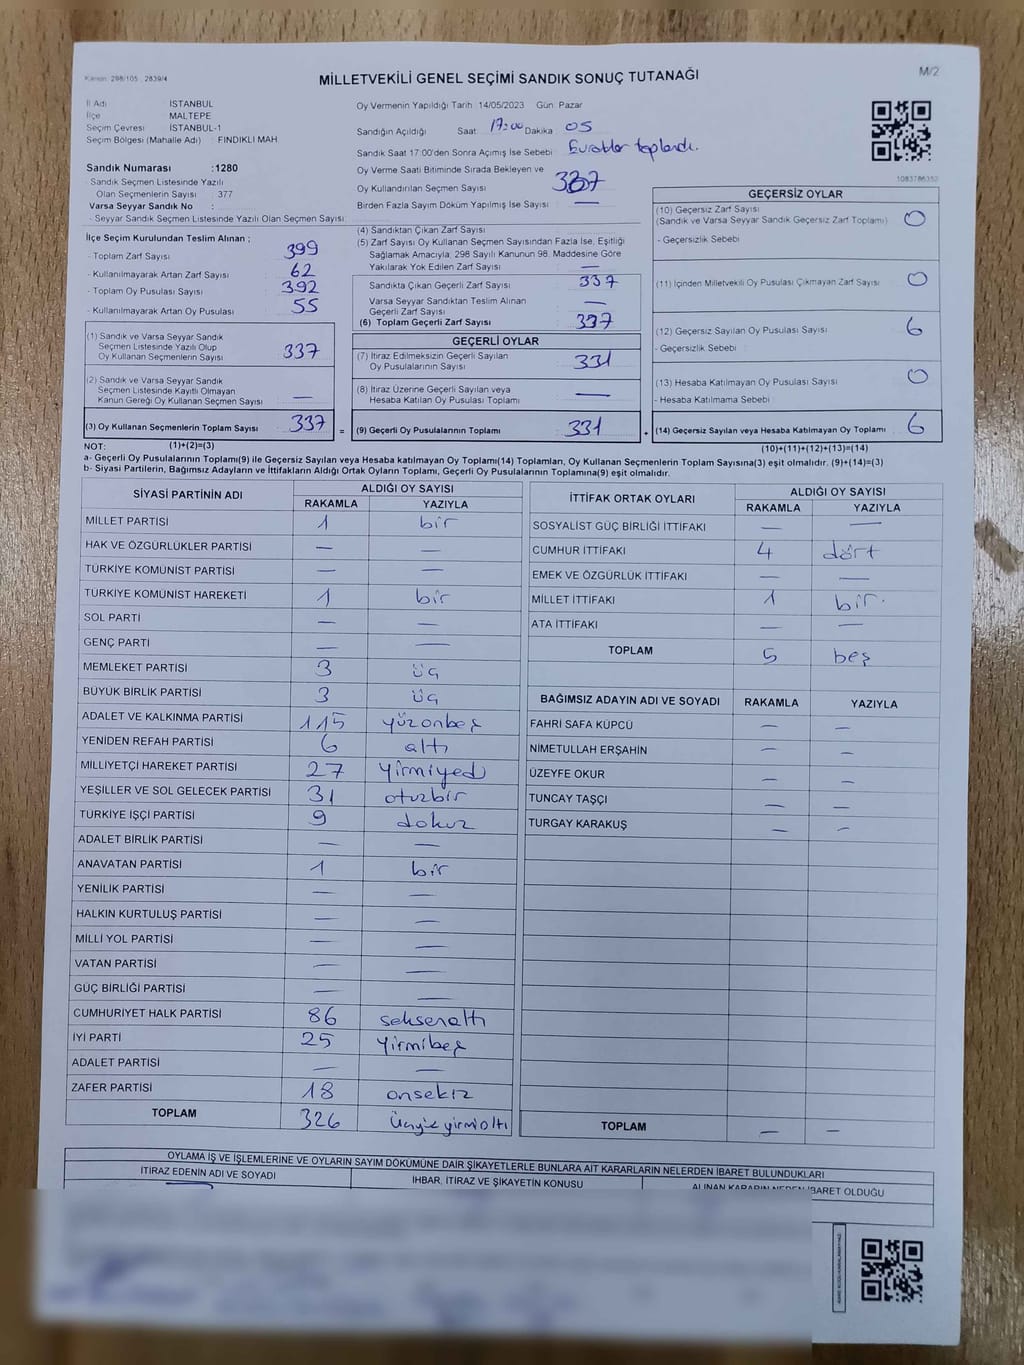 Kanun: 298/105 , 2839/4
MİLLETVEKİLİ GENEL SEÇİMİ SANDIK SONUÇ TUTANAĞI
M/2
İl Adı İSTANBUL
İlçe MALTEPE
Seçim Çevresi İSTANBUL-1
Seçim Bölgesi (Mahalle Adı) : FINDIKLI MAH
Sandık Numarası :1280
- Sandık Seçmen Listesinde Yazılı
Olan Seçmenlerin Sayısı : 377
Varsa Seyyar Sandık No :
- Seyyar Sandık Seçmen Listesinde Yazılı Olan Seçmen Sayısı:
Oy Vermenin Yapıldığı Tarih : 14/05/2023 Gün: Pazar
Sandığın Açıldığı Saat 17:00 Dakika : 05
Sandık Saat 17:00'den Sonra Açımış İse Sebebi : Evraklar toplandı.
Oy Verme Saati Bitiminde Sırada Bekleyen ve
Oy Kullandırılan Seçmen Sayısı 337
Birden Fazla Sayım Döküm Yapılmış İse Sayısı : —
1083786352
İlçe Seçim Kurulundan Teslim Alınan ;
- Toplam Zarf Sayısı : 399
- Kullanılmayarak Artan Zarf Sayısı : 62
- Toplam Oy Pusulası Sayısı : 392
- Kullanılmayarak Artan Oy Pusulası : 55
(1) Sandık ve Varsa Seyyar Sandık
Seçmen Listesinde Yazılı Olup
Oy Kullanan Seçmenlerin Sayısı : 337
(2) Sandık ve Varsa Seyyar Sandık
Seçmen Listesinde Kayıtlı Olmayan
Kanun Gereği Oy Kullanan Seçmen Sayısı : —
(3) Oy Kullanan Seçmenlerin Toplam Sayısı : 337 =
(4) Sandıktan Çıkan Zarf Sayısı :
(5) Zarf Sayısı Oy Kullanan Seçmen Sayısından Fazla İse, Eşitliği
Sağlamak Amacıyla; 298 Sayılı Kanunun 98. Maddesine Göre
Yakılarak Yok Edilen Zarf Sayısı : —
Sandıkta Çıkan Geçerli Zarf Sayısı : 337
Varsa Seyyar Sandıktan Teslim Alınan
Geçerli Zarf Sayısı : —
(6) Toplam Geçerli Zarf Sayısı : 337
GEÇERLİ OYLAR
(7) İtiraz Edilmeksizin Geçerli Sayılan
Oy Pusulalarının Sayısı : 331
(8) İtiraz Üzerine Geçerli Sayılan veya
Hesaba Katılan Oy Pusulası Toplamı : —
(9) Geçerli Oy Pusulalarının Toplamı : 331 +
GEÇERSİZ OYLAR
(10) Geçersiz Zarf Sayısı
(Sandık ve Varsa Seyyar Sandık Geçersiz Zarf Toplamı) : 0
- Geçersizlik Sebebi :
(11) İçinden Milletvekili Oy Pusulası Çıkmayan Zarf Sayısı : 0
(12) Geçersiz Sayılan Oy Pusulası Sayısı : 6
- Geçersizlik Sebebi :
(13) Hesaba Katılmayan Oy Pusulası Sayısı : 0
- Hesaba Katılmama Sebebi :
(14) Geçersiz Sayılan veya Hesaba Katılmayan Oy Toplamı : 6
NOT: (1)+(2)=(3) (10)+(11)+(12)+(13)=(14)
a- Geçerli Oy Pusulasının Toplamı(9) ile Geçersiz Sayılan veya Hesaba katılmayan Oy Toplamı(14) Toplamları, Oy Kullanan Seçmenlerin Toplam Sayısına(3) eşit olmalıdır. (9)+(14)=(3)
b- Siyasi Partilerin, Bağımsız Adayların ve İttifakların Aldığı Ortak Oyların Toplamı, Geçerli Oy Pusulalarının Toplamına(9) eşit olmalıdır.
SİYASİ PARTİNİN ADI ALDIĞI OY SAYISI
RAKAMLA YAZIYLA
MİLLET PARTİSİ 1 bir
HAK VE ÖZGÜRLÜKLER PARTİSİ — —
TÜRKİYE KOMÜNİST PARTİSİ — —
TÜRKİYE KOMÜNİST HAREKETİ 1 bir
SOL PARTİ — —
GENÇ PARTİ — —
MEMLEKET PARTİSİ 3 üç
BÜYÜK BİRLİK PARTİSİ 3 üç
ADALET VE KALKINMA PARTİSİ 115 yüzonbeş
YENİDEN REFAH PARTİSİ 6 altı
MİLLİYETÇİ HAREKET PARTİSİ 27 yirmiyedi
YEŞİLLER VE SOL GELECEK PARTİSİ 31 otuzbir
TÜRKİYE İŞÇİ PARTİSİ 9 dokuz
ADALET BİRLİK PARTİSİ — —
ANAVATAN PARTİSİ 1 bir
YENİLİK PARTİSİ — —
HALKIN KURTULUŞ PARTİSİ — —
MİLLİ YOL PARTİSİ — —
VATAN PARTİSİ — —
GÜÇ BİRLİĞİ PARTİSİ — —
CUMHURİYET HALK PARTİSİ 86 seksenaltı
İYİ PARTİ 25 yirmibeş
ADALET PARTİSİ — —
ZAFER PARTİSİ 18 onsekiz
TOPLAM 326 Üçyüzyirmialtı
İTTİFAK ORTAK OYLARI ALDIĞI OY SAYISI
RAKAMLA YAZIYLA
SOSYALİST GÜÇ BİRLİĞİ İTTİFAKI — —
CUMHUR İTTİFAKI 4 dört
EMEK VE ÖZGÜRLÜK İTTİFAKI — —
MİLLET İTTİFAKI 1 bir.
ATA İTTİFAKI — —
TOPLAM 5 beş
BAĞIMSIZ ADAYIN ADI VE SOYADI RAKAMLA YAZIYLA
FAHRİ SAFA KÜPCÜ — —
NİMETULLAH ERŞAHİN — —
ÜZEYFE OKUR — —
TUNCAY TAŞÇI — —
TURGAY KARAKUŞ — —
TOPLAM — —
OYLAMA İŞ VE İŞLEMLERİNE VE OYLARIN SAYIM DÖKÜMÜNE DAİR ŞİKAYETLERLE BUNLARA AİT KARARLARIN NELERDEN İBARET BULUNDUKLARI
İTİRAZ EDENİN ADI VE SOYADI İHBAR, İTİRAZ VE ŞİKAYETİN KONUSU ALINAN KARARIN NEDEN İBARET OLDUĞU